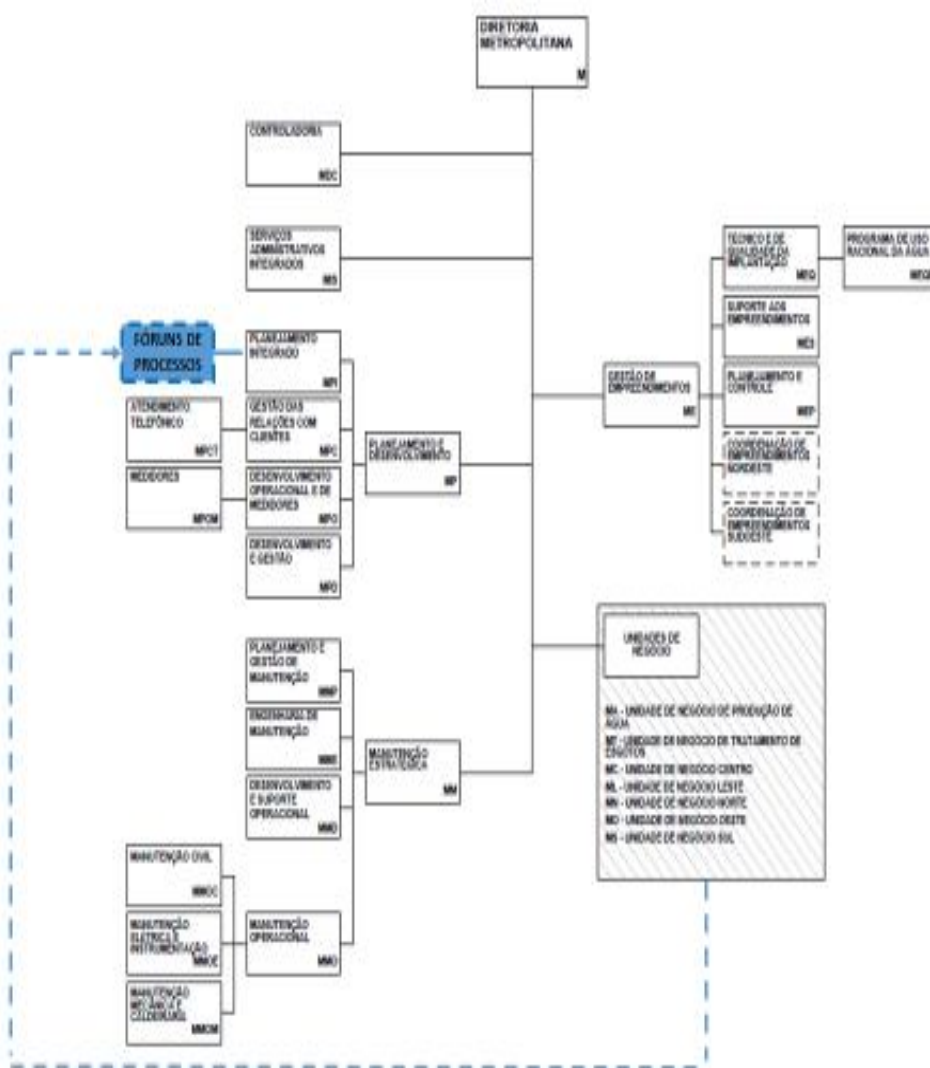 DIRETORIA
METROPOLITANA
M
CONTROLADORIA
MDC
SERVIÇOS
ADMINISTRATIVOS
INTEGRADOS
MIS
FÓRUNS DE
PROCESSOS
PLANEJAMENTO
INTEGRADO
MPI
ATENDIMENTO
TELEFÔNICO
MPCT
GESTÃO DAS
RELAÇÕES COM
CLIENTES
MPC
MEDIDORES
MPOM
DESENVOLVIMENTO
OPERACIONAL E DE
MEDIDORES
MPO
DESENVOLVIMENTO
E GESTÃO
PLANEJAMENTO E
DESENVOLVIMENTO
MP
PLANEJAMENTO E
GESTÃO DE
MANUTENÇÃO
MMP
ENGENHARIA DE
MANUTENÇÃO
MME
DESENVOLVIMENTO
E SUPORTE
OPERACIONAL
MMD
MANUTENÇÃO
ESTRATÉGICA
MM
MANUTENÇÃO CIVIL
MMOC
MANUTENÇÃO
ELÉTRICA E
INSTRUMENTAÇÃO
MMOE
MANUTENÇÃO
MECÂNICA E
CALDEIRARIA
MMOM
MANUTENÇÃO
OPERACIONAL
MMO
GESTÃO DE
EMPREENDIMENTOS
ME
TÉCNICO E DE
QUALIDADE DA
IMPLANTAÇÃO
MEQ
PROGRAMA DE USO
RACIONAL DA ÁGUA
SUPORTE AOS
EMPREENDIMENTOS
MES
PLANEJAMENTO E
CONTROLE
MEP
COORDENAÇÃO DE
EMPREENDIMENTOS
NORDESTE
COORDENAÇÃO DE
EMPREENDIMENTOS
SUDOESTE
UNIDADES DE
NEGÓCIO
MA - UNIDADE DE NEGÓCIO DE PRODUÇÃO DE
ÁGUA
MT - UNIDADE DE NEGÓCIO DE TRATAMENTO DE
ESGOTOS
MC - UNIDADE DE NEGÓCIO CENTRO
ML - UNIDADE DE NEGÓCIO LESTE
MN - UNIDADE DE NEGÓCIO NORTE
MO - UNIDADE DE NEGÓCIO OESTE
MS - UNIDADE DE NEGÓCIO SUL